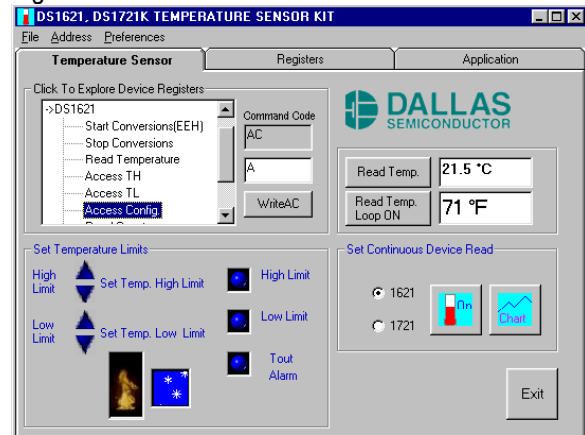 DS1621, DS1721K TEMPERATURE SENSOR KIT
File Address Preferences
Temperature Sensor Registers Application
Click To Explore Device Registers
->DS1621
Start Conversions(EEH)
Stop Conversions
Read Temperature
Access TH
Access TL
Access Config.
Command Code
AC
A
WriteAC
DALLAS
SEMICONDUCTOR
Read Temp. 21.5 °C
Read Temp.
Loop ON
71 °F
Set Temperature Limits
High
Limit
Set Temp. High Limit
High Limit
Low
Limit
Set Temp. Low Limit
Low Limit
Tout
Alarm
Set Continuous Device Read
1621
1721
On
Chart
Exit